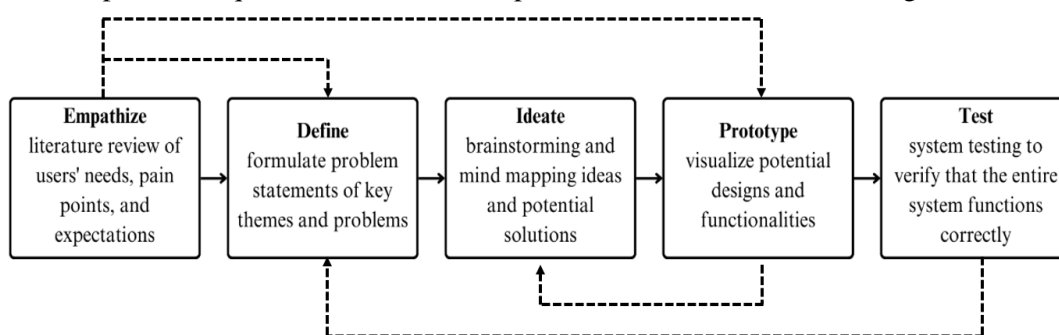 Empathize
literature review of
users' needs, pain
points, and
expectations
Define
formulate problem
statements of key
themes and problems
Ideate
brainstorming and
mind mapping ideas
and potential
solutions
Prototype
visualize potential
designs and
functionalities
Test
system testing to
verify that the entire
system functions
correctly